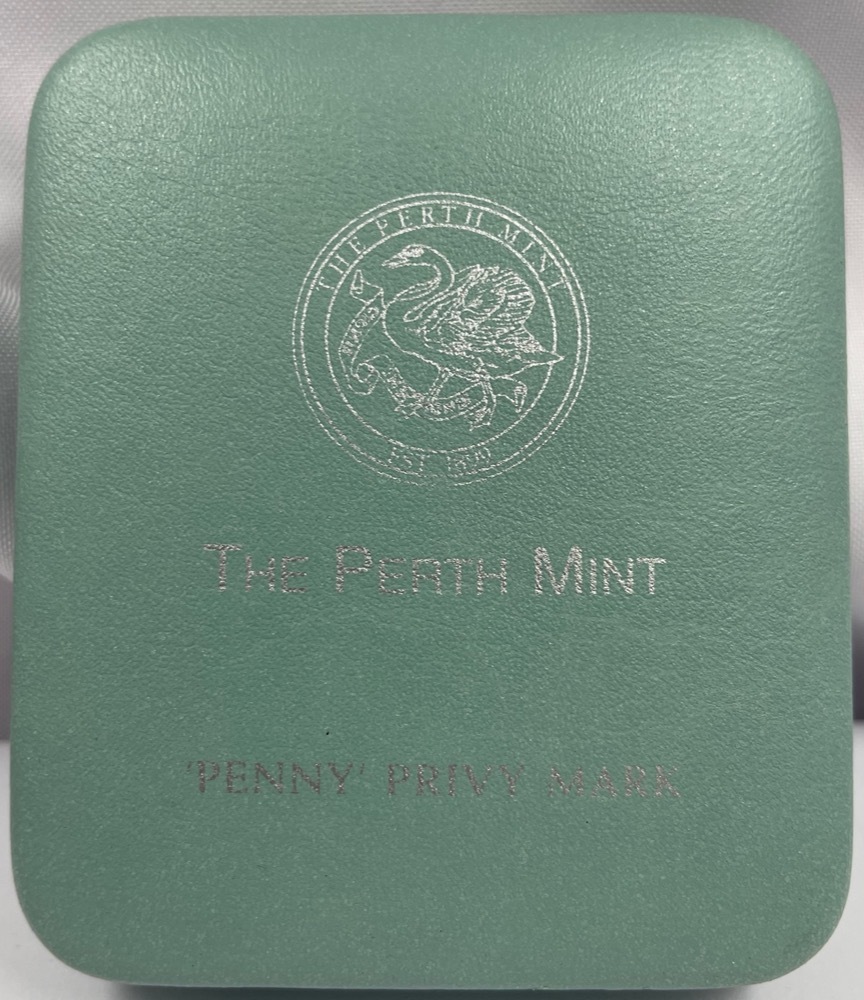 THE PERTH MINT
EST 1899
THE PERTH MINT
'PENNY' PRIVY MARK